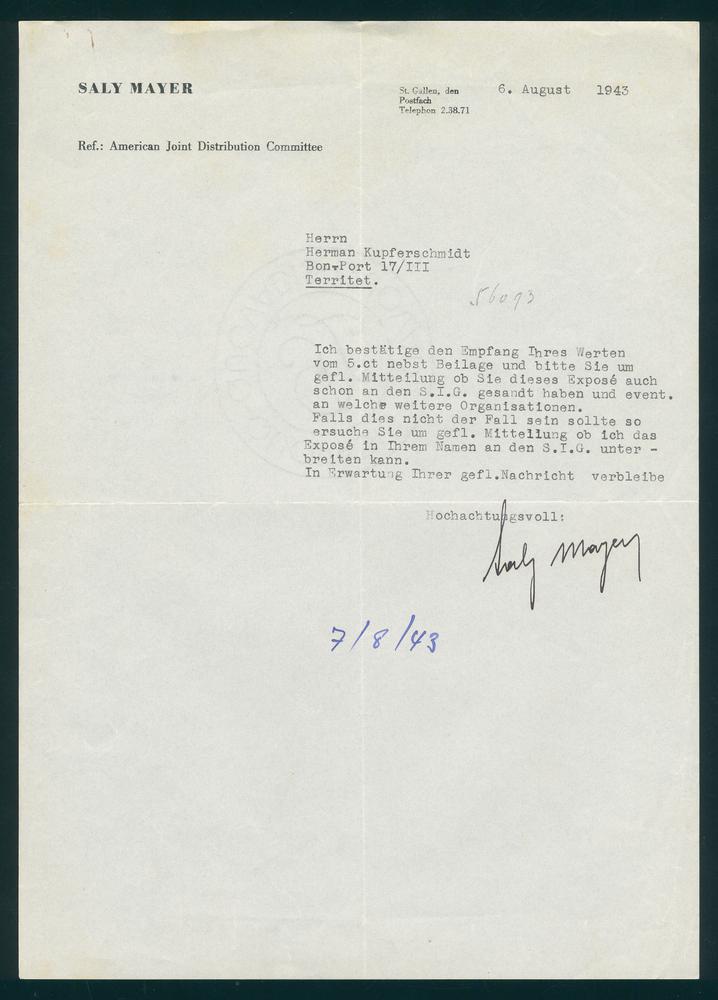 SALY MAYER
St. Gallen, den 6. August 1943
Postfach
Telephon 2.38.71
Ref.: American Joint Distribution Committee
Herrn
Herman Kupferschmidt
Bon-Port 17/III
Territet.
56093
Ich bestätige den Empfang Ihres Werten
vom 5.ct nebst Beilage und bitte Sie um
gefl. Mitteilung ob Sie dieses Exposé auch
schon an den S.I.G. gesandt haben und event.
an welche weitere Organisationen.
Falls dies nicht der Fall sein sollte so
ersuche Sie um gefl. Mitteilung ob ich das
Exposé in Ihrem Namen an den S.I.G. unter -
breiten kann.
In Erwartung Ihrer gefl.Nachricht verbleibe
Hochachtungsvoll:
Saly Mayer
7/8/43